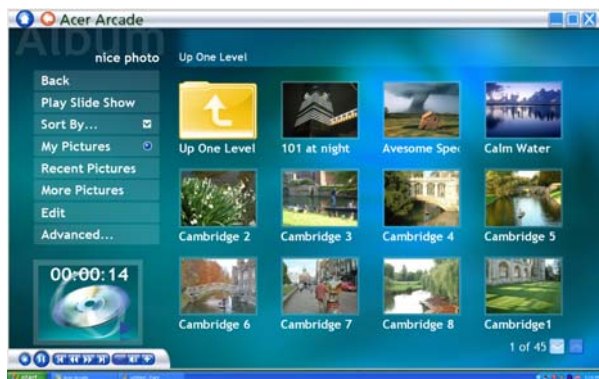 Acer Arcade
Album
nice photo
Up One Level
Back
Play Slide Show
Sort By...
My Pictures
Recent Pictures
More Pictures
Edit
Advanced...
00:00:14
Up One Level
101 at night
Avesome Spec
Calm Water
Cambridge 2
Cambridge 3
Cambridge 4
Cambridge 5
Cambridge 6
Cambridge 7
Cambridge 8
Cambridge1
1 of 45
start